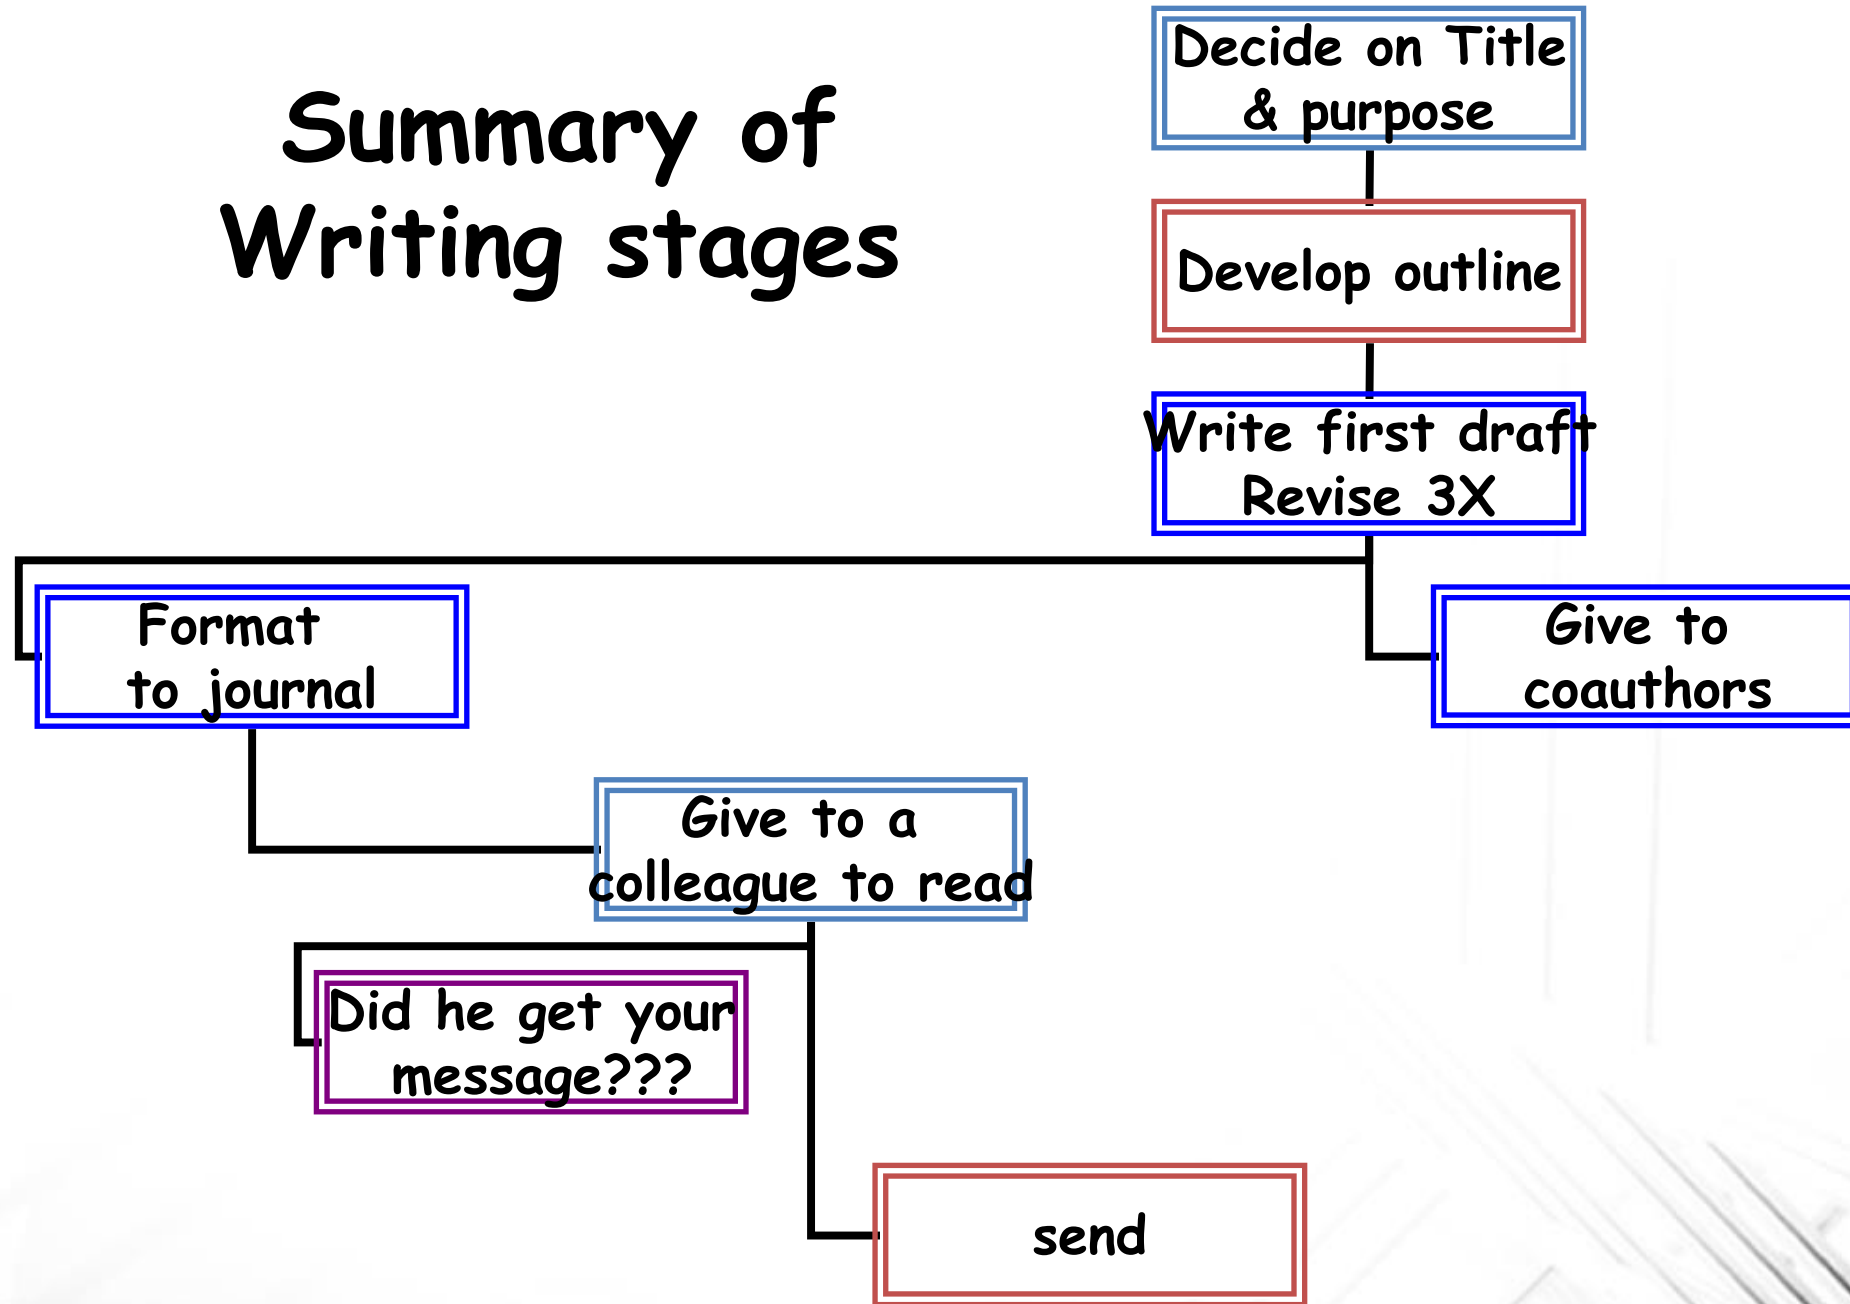 Summary of
Writing stages
Decide on Title
& purpose
Develop outline
Write first draft
Revise 3X
Format
to journal
Give to
coauthors
Give to a
colleague to read
Did he get your
message???
send